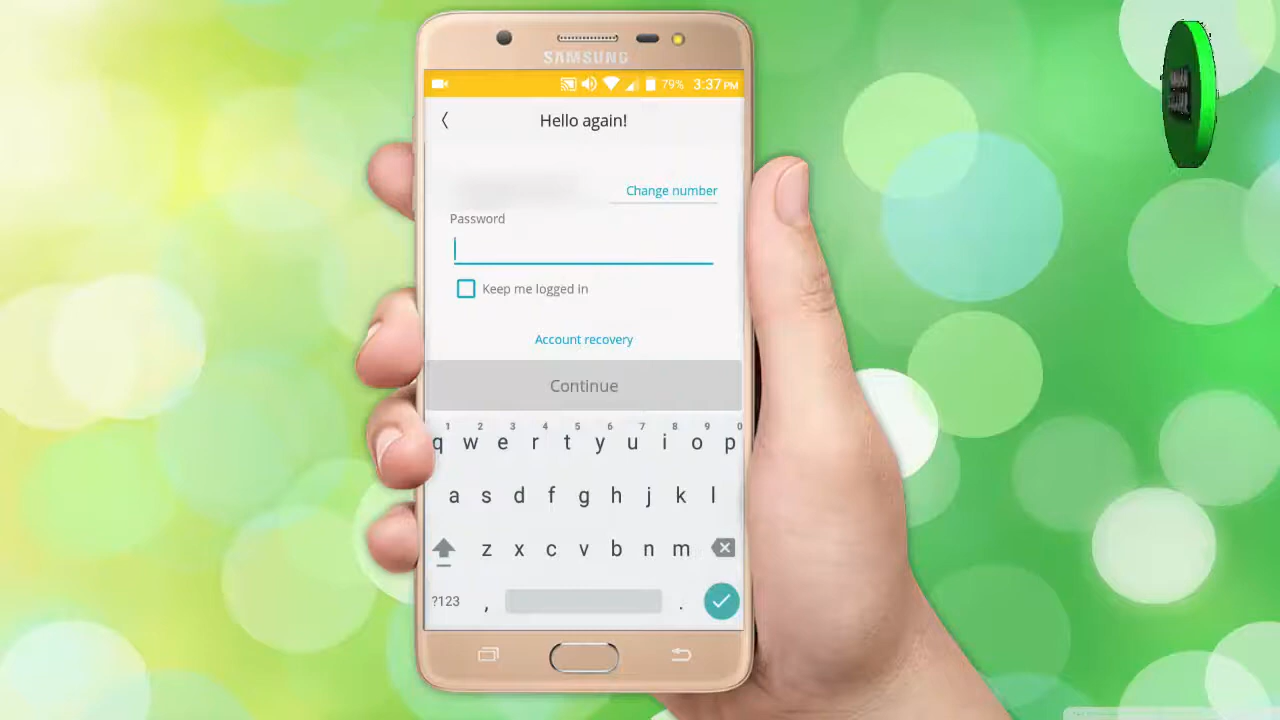 SAMSUNG
79% 3:37 PM
Hello again!
Change number
Password
Keep me logged in
Account recovery
Continue
1 2 3 4 5 6 7 8 9 0
q w e r t y u i o p
a s d f g h j k l
z x c v b n m
?123 , .